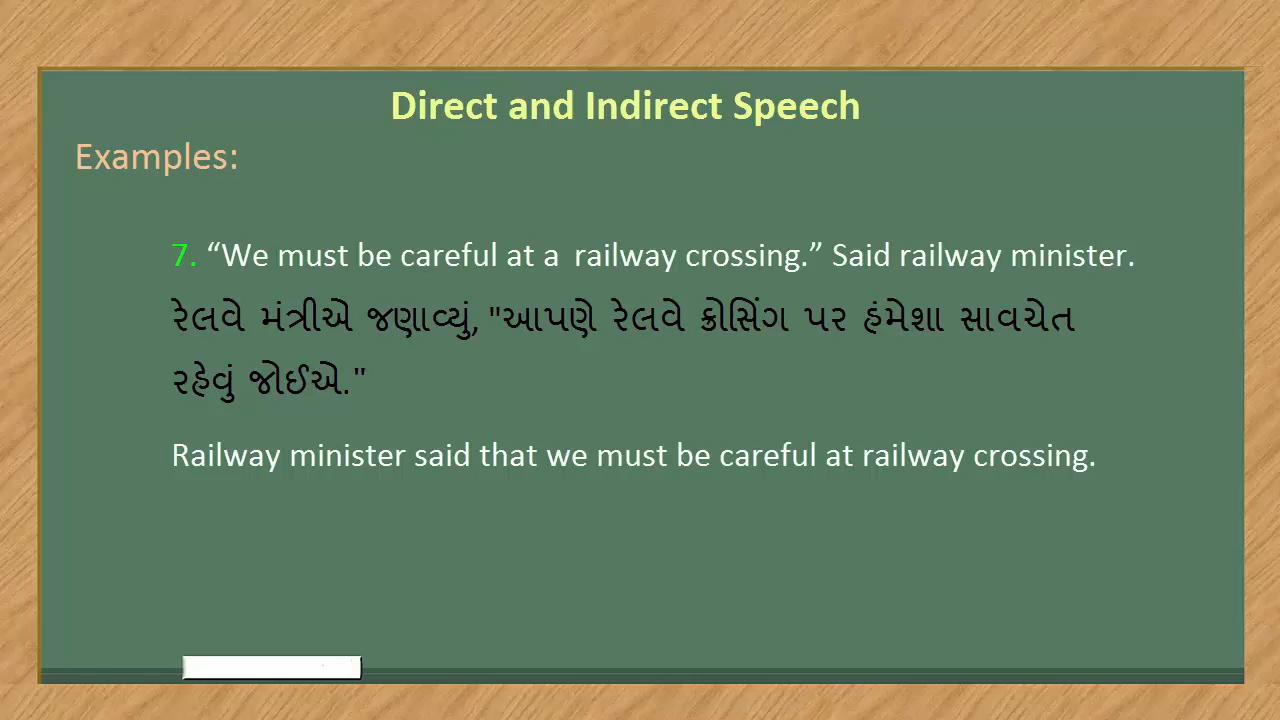 Direct and Indirect Speech
Examples:
7. “We must be careful at a railway crossing.” Said railway minister.
રેલવે મંત્રીએ જણાવ્યું, "આપણે રેલવે ક્રોસિંગ પર હંમેશા સાવચેત
રહેવું જોઈએ."
Railway minister said that we must be careful at railway crossing.